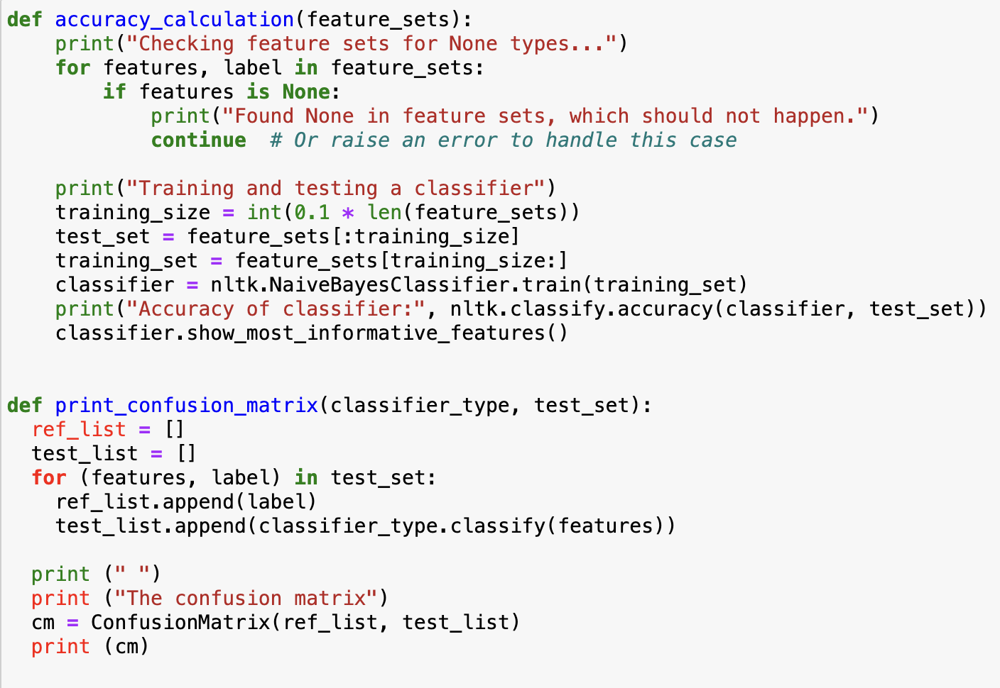 def accuracy_calculation(feature_sets):
    print("Checking feature sets for None types...")
    for features, label in feature_sets:
        if features is None:
            print("Found None in feature sets, which should not happen.")
            continue  # Or raise an error to handle this case

    print("Training and testing a classifier")
    training_size = int(0.1 * len(feature_sets))
    test_set = feature_sets[:training_size]
    training_set = feature_sets[training_size:]
    classifier = nltk.NaiveBayesClassifier.train(training_set)
    print("Accuracy of classifier:", nltk.classify.accuracy(classifier, test_set))
    classifier.show_most_informative_features()


def print_confusion_matrix(classifier_type, test_set):
  ref_list = []
  test_list = []
  for (features, label) in test_set:
    ref_list.append(label)
    test_list.append(classifier_type.classify(features))

  print (" ")
  print ("The confusion matrix")
  cm = ConfusionMatrix(ref_list, test_list)
  print (cm)